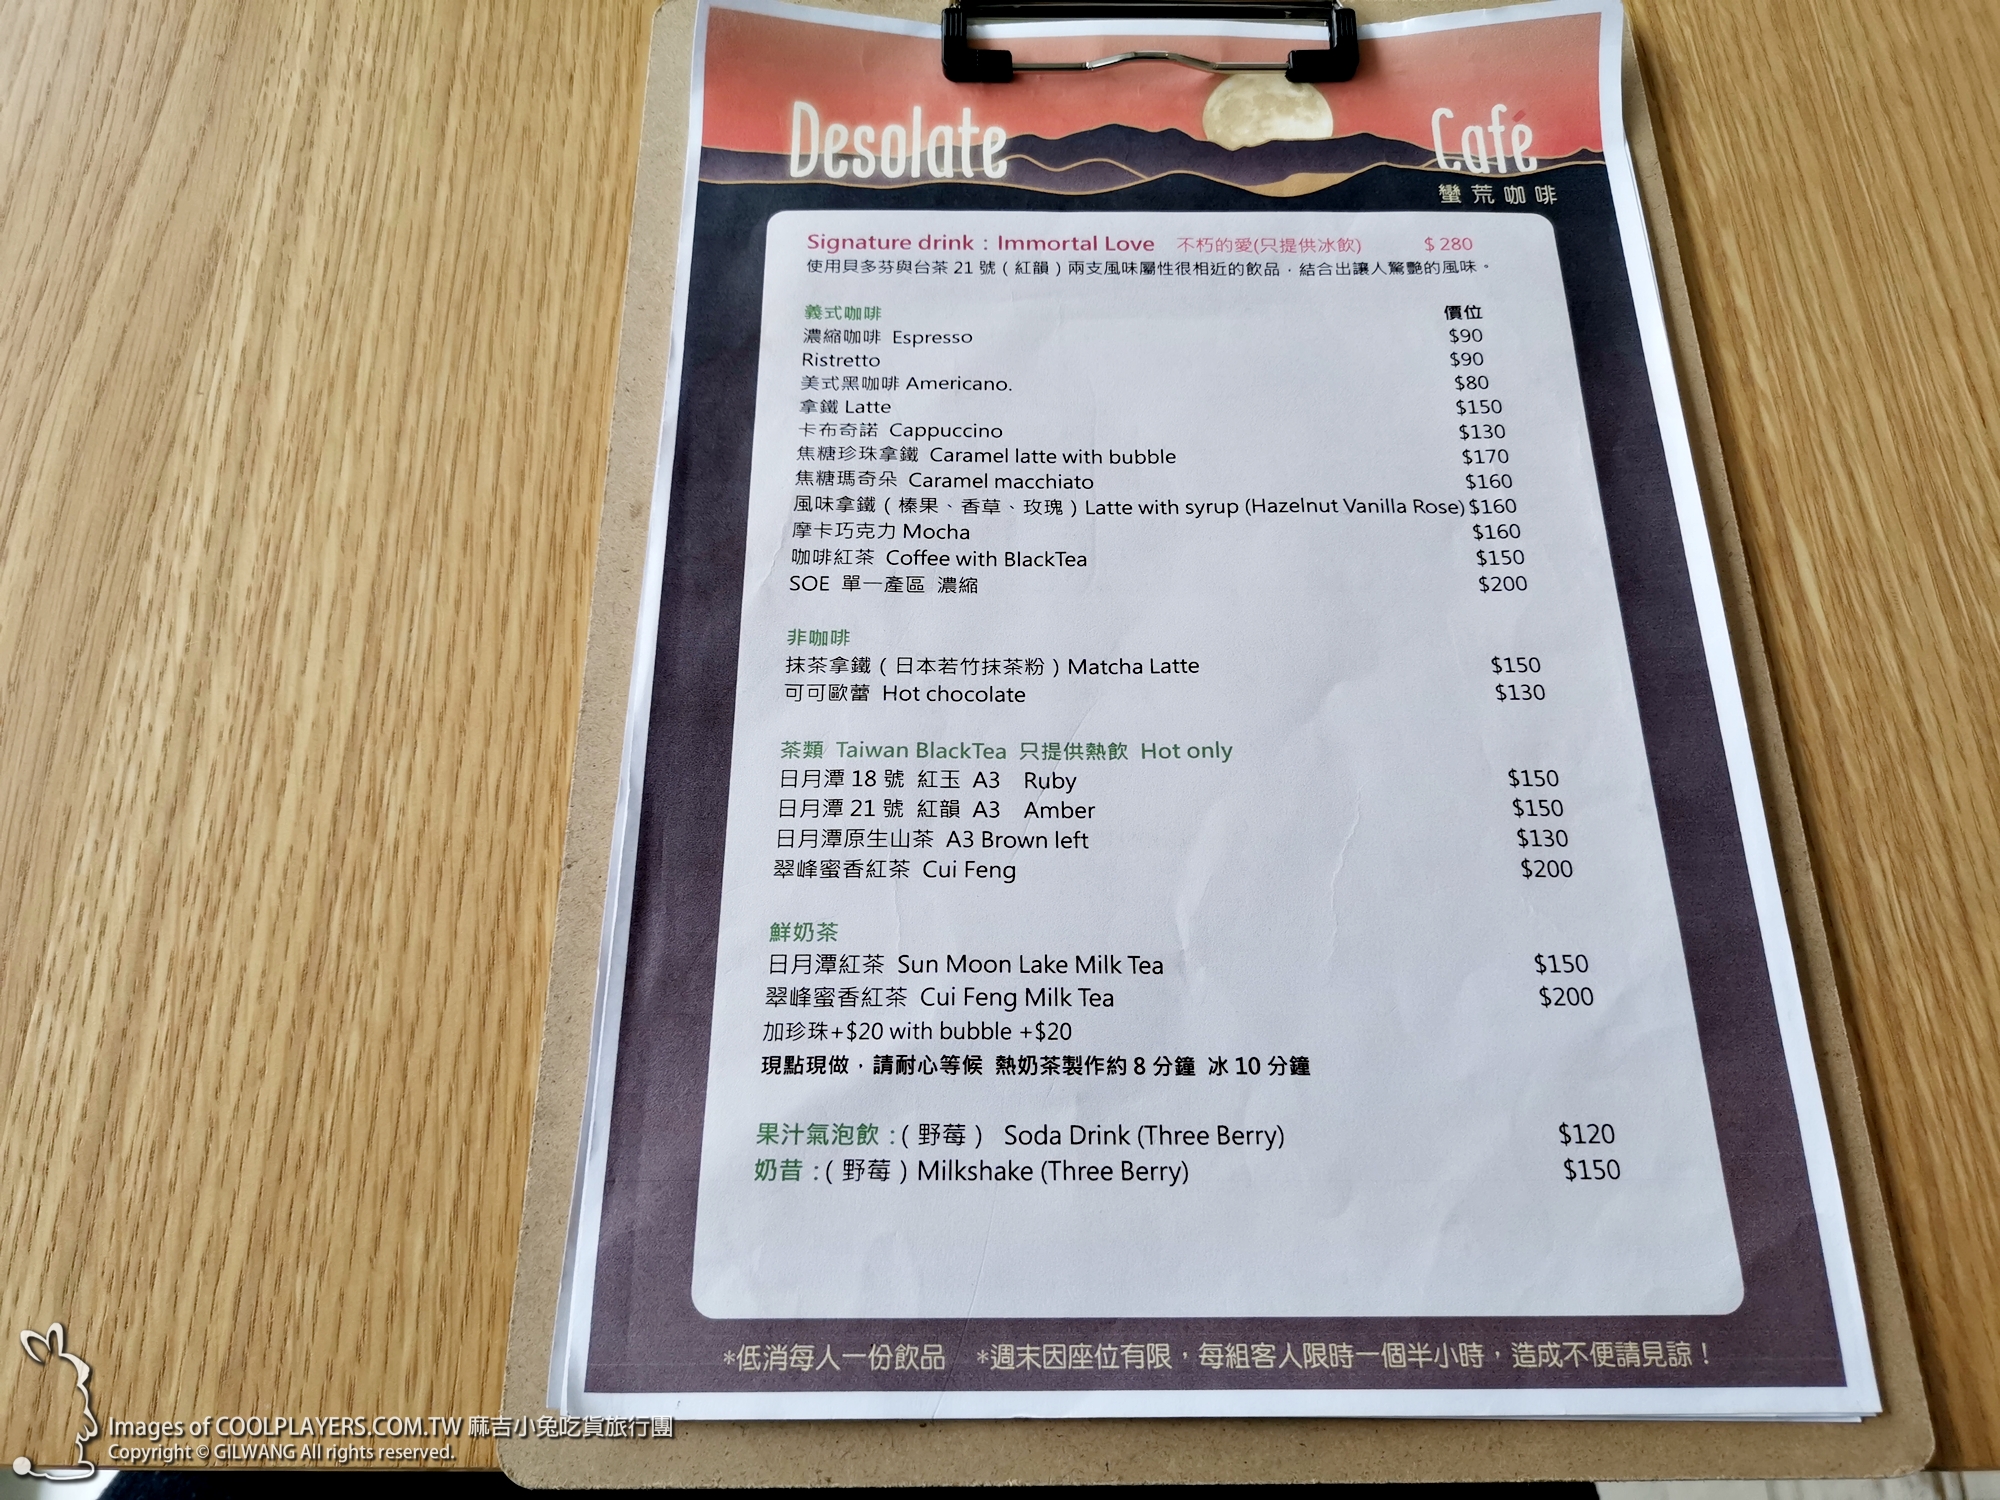 Desolate Cafe
蠻荒咖啡
Signature drink：Immortal Love 不朽的愛(只提供冰飲) $ 280
使用貝多芬與台茶 21 號（紅韻）兩支風味屬性很相近的飲品，結合出讓人驚艷的風味。
義式咖啡 價位
濃縮咖啡 Espresso $90
Ristretto $90
美式黑咖啡 Americano. $80
拿鐵 Latte $150
卡布奇諾 Cappuccino $130
焦糖珍珠拿鐵 Caramel latte with bubble $170
焦糖瑪奇朵 Caramel macchiato $160
風味拿鐵（榛果、香草、玫瑰）Latte with syrup (Hazelnut Vanilla Rose) $160
摩卡巧克力 Mocha $160
咖啡紅茶 Coffee with BlackTea $150
SOE 單一產區 濃縮 $200
非咖啡
抹茶拿鐵（日本若竹抹茶粉）Matcha Latte $150
可可歐蕾 Hot chocolate $130
茶類 Taiwan BlackTea 只提供熱飲 Hot only
日月潭 18 號 紅玉 A3 Ruby $150
日月潭 21 號 紅韻 A3 Amber $150
日月潭原生山茶 A3 Brown left $130
翠峰蜜香紅茶 Cui Feng $200
鮮奶茶
日月潭紅茶 Sun Moon Lake Milk Tea $150
翠峰蜜香紅茶 Cui Feng Milk Tea $200
加珍珠+$20 with bubble +$20
現點現做，請耐心等候 熱奶茶製作約 8 分鐘 冰 10 分鐘
果汁氣泡飲：（野莓） Soda Drink (Three Berry) $120
奶昔：（野莓）Milkshake (Three Berry) $150
*低消每人一份飲品 *週末因座位有限，每組客人限時一個半小時，造成不便請見諒！
Images of COOLPLAYERS.COM.TW 麻吉小兔吃貨旅行團
Copyright © GILWANG All rights reserved.